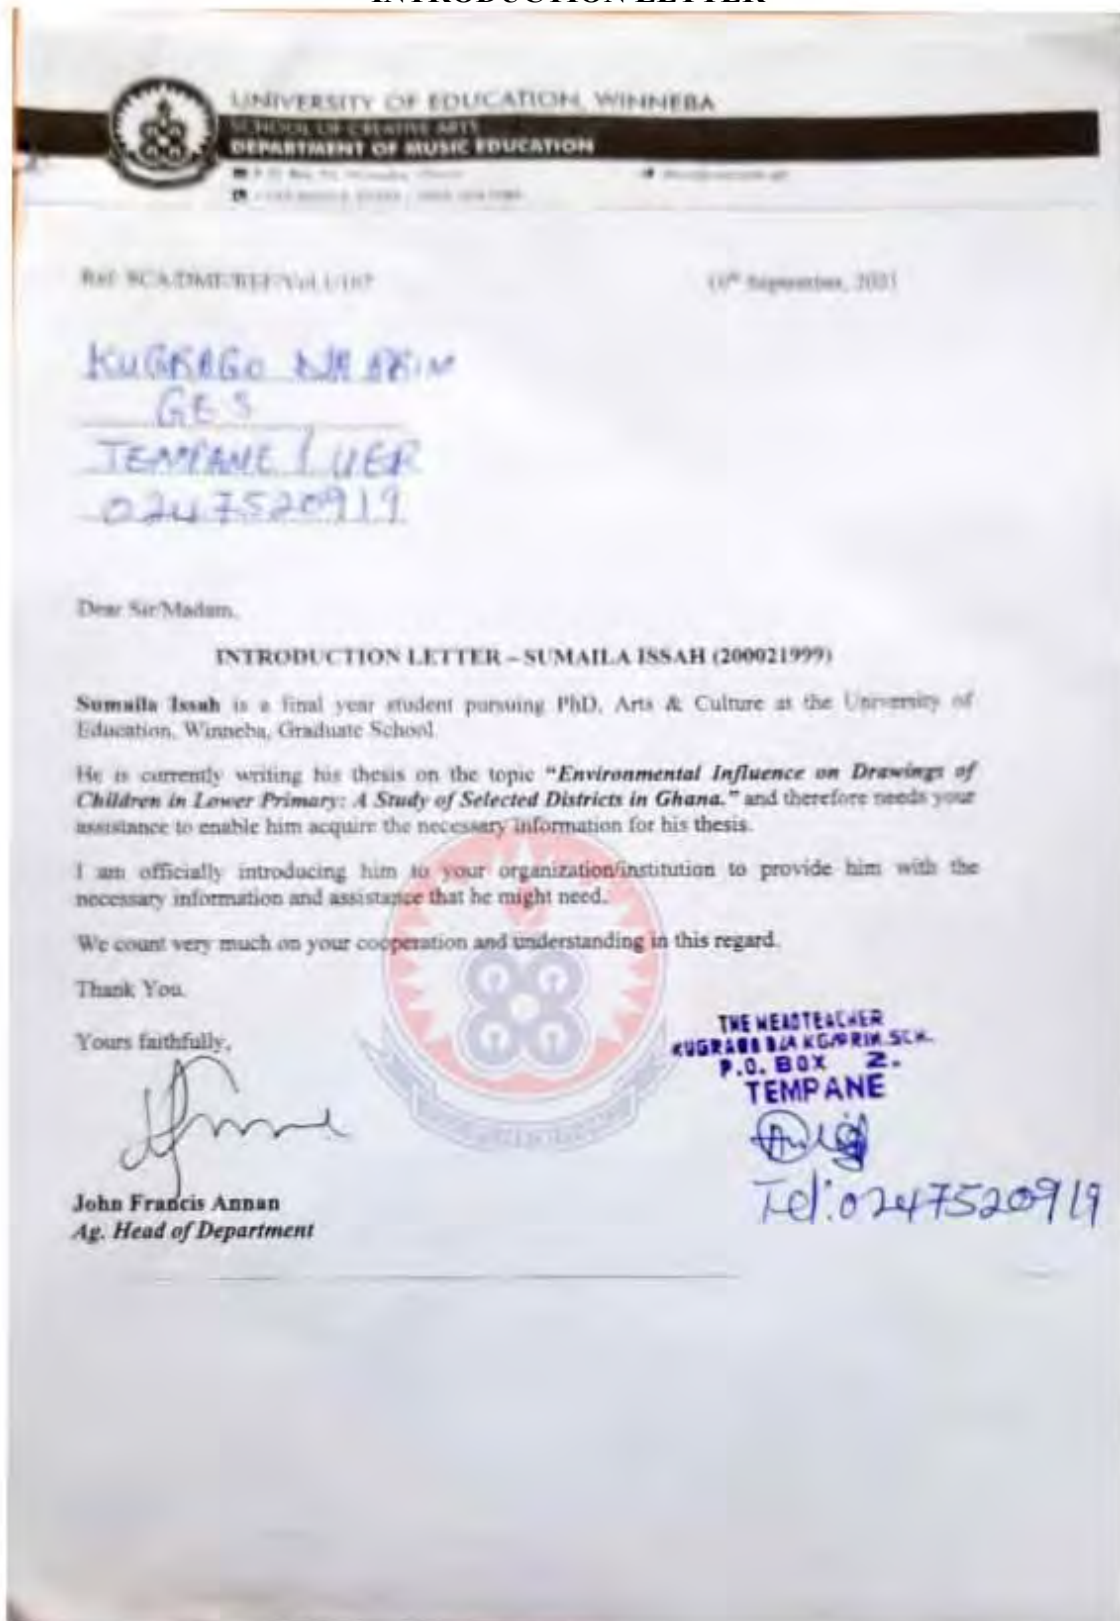 INTRODUCTION LETTER
UNIVERSITY OF EDUCATION, WINNEBA
SCHOOL OF CREATIVE ARTS
DEPARTMENT OF MUSIC EDUCATION
September, 2021
GES
TEMPANE / UER
0247520919
Dear Sir/Madam,
INTRODUCTION LETTER – SUMAILA ISSAH (200021999)
Sumaila Issah is a final year student pursuing PhD, Arts & Culture at the University of
Education, Winneba, Graduate School.
He is currently writing his thesis on the topic “Environmental Influence on Drawings of
Children in Lower Primary: A Study of Selected Districts in Ghana.” and therefore needs your
assistance to enable him acquire the necessary information for his thesis.
I am officially introducing him to your organization/institution to provide him with the
necessary information and assistance that he might need.
We count very much on your cooperation and understanding in this regard.
Thank You.
Yours faithfully,
John Francis Annan
Ag. Head of Department
THE HEADTEACHER
KUGRAGO D/A KG/PRIM. SCH.
P.O. BOX 2.
TEMPANE
Tel: 0247520919